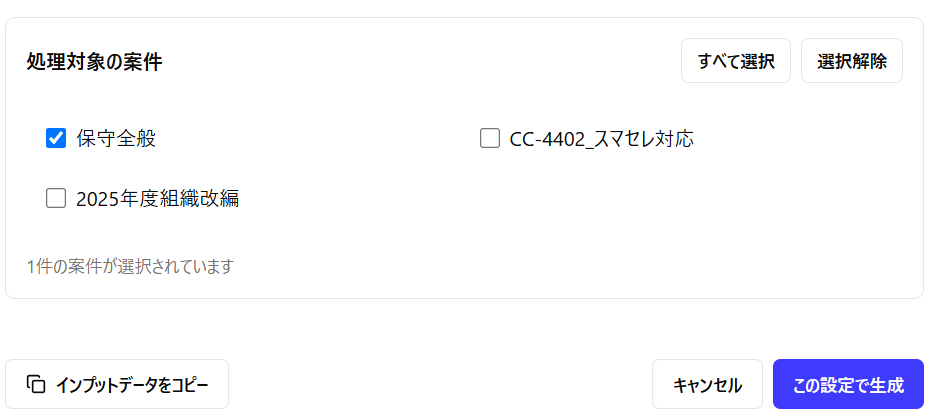 処理対象の案件
すべて選択
選択解除
保守全般
CC-4402_スマセレ対応
2025年度組織改編
1件の案件が選択されています
インプットデータをコピー
キャンセル
この設定で生成